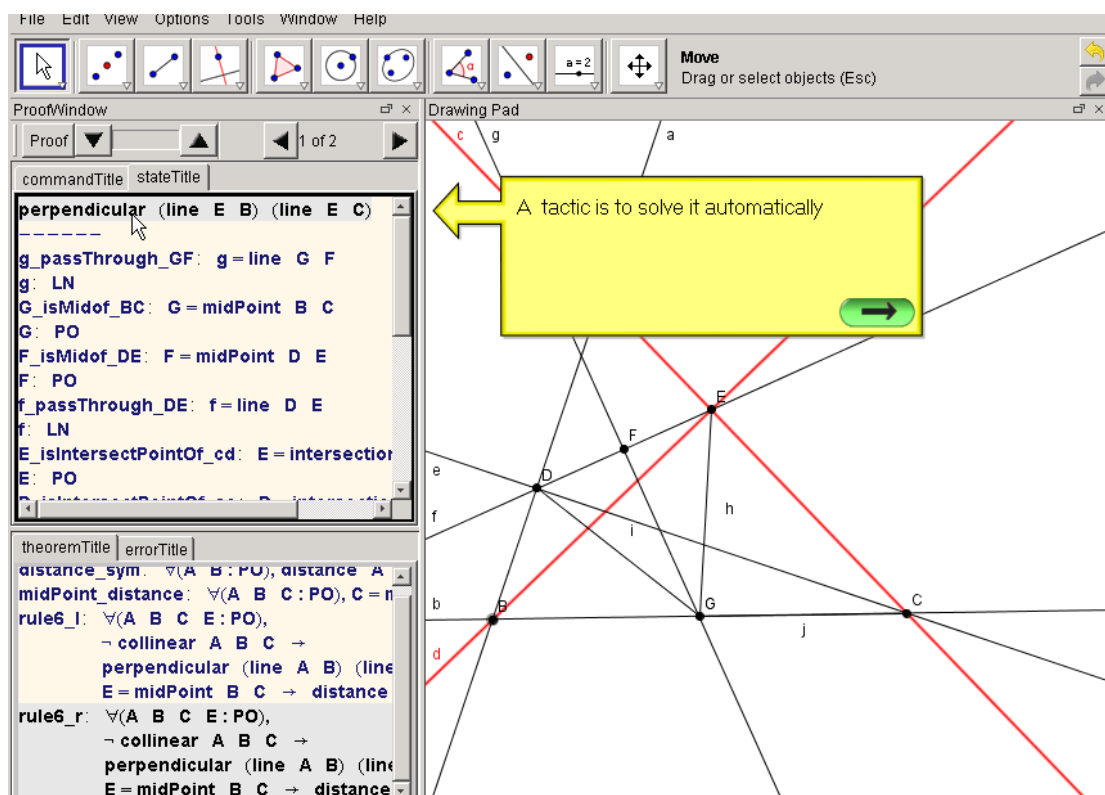 File Edit View Options Tools Window Help
α
a=2
Move
Drag or select objects (Esc)
ProofWindow
Drawing Pad
Proof
1 of 2
commandTitle stateTitle
perpendicular (line E B) (line E C)
------
g_passThrough_GF: g=line G F
g: LN
G_isMidof_BC: G=midPoint B C
G: PO
F_isMidof_DE: F=midPoint D E
F: PO
f_passThrough_DE: f=line D E
f: LN
E_isIntersectPointOf_cd: E=intersection
E: PO
theoremTitle errorTitle
distance_sym: ∀(A B:PO), distance A
midPoint_distance: ∀(A B C:PO), C=m
rule6_l: ∀(A B C E:PO),
¬ collinear A B C →
perpendicular (line A B) (line
E=midPoint B C → distance
rule6_r: ∀(A B C E:PO),
¬ collinear A B C →
perpendicular (line A B) (line
E=midPoint B C → distance
c g a
A tactic is to solve it automatically
E
F
e D
f i h
b B G C
j
d